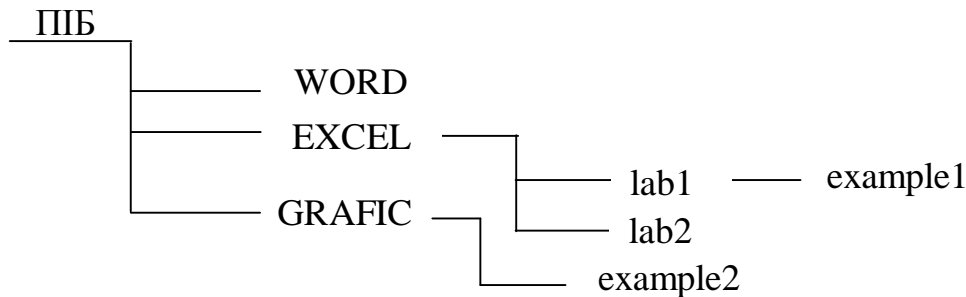 ПІБ
WORD
EXCEL
lab1 example1
GRAFIC
lab2
example2